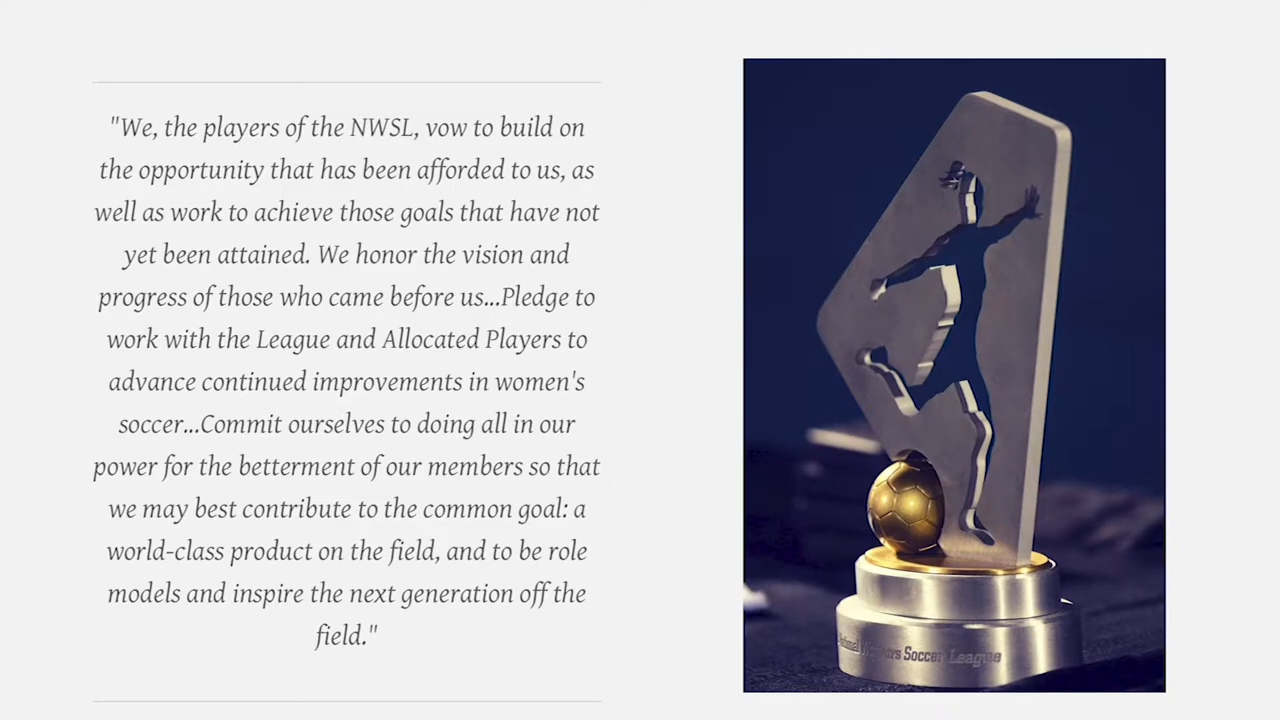 "We, the players of the NWSL, vow to build on
the opportunity that has been afforded to us, as
well as work to achieve those goals that have not
yet been attained. We honor the vision and
progress of those who came before us...Pledge to
work with the League and Allocated Players to
advance continued improvements in women's
soccer...Commit ourselves to doing all in our
power for the betterment of our members so that
we may best contribute to the common goal: a
world-class product on the field, and to be role
models and inspire the next generation off the
field."
National Women's Soccer League